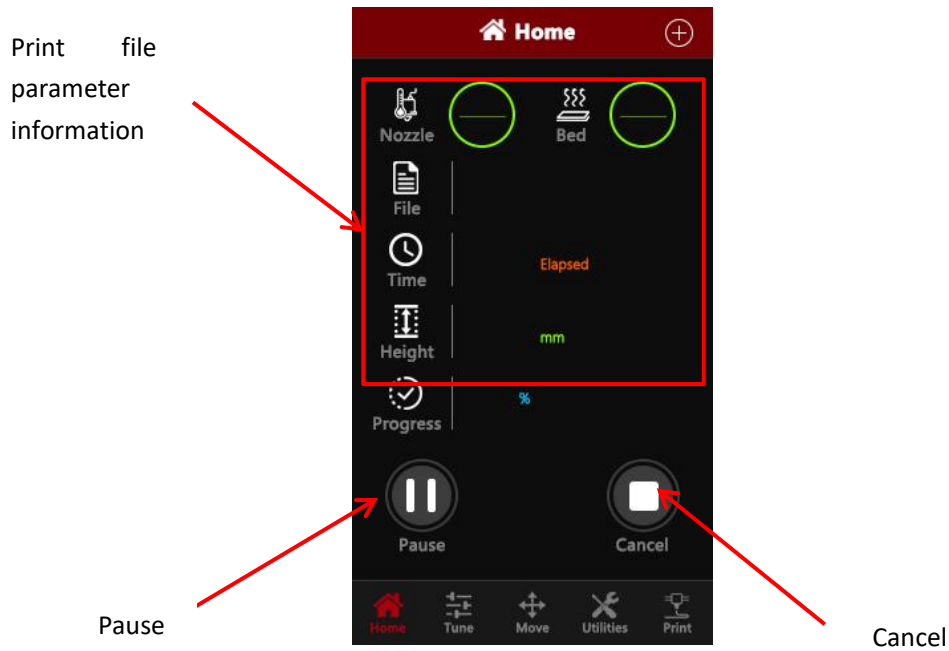 Home
Print file
parameter
information
Nozzle
Bed
File
Elapsed
Time
mm
Height
%
Progress
Pause
Cancel
Home
Tune
Move
Utilities
Print
Pause
Cancel